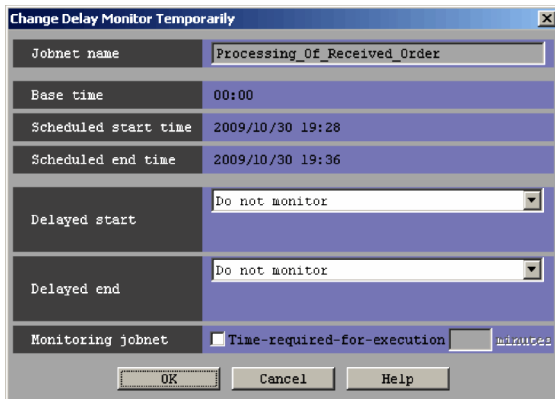 Change Delay Monitor Temporarily
Jobnet name Processing_Of_Received_Order
Base time 00:00
Scheduled start time 2009/10/30 19:28
Scheduled end time 2009/10/30 19:36
Delayed start Do not monitor
Delayed end Do not monitor
Monitoring jobnet Time-required-for-execution minutes
OK Cancel Help